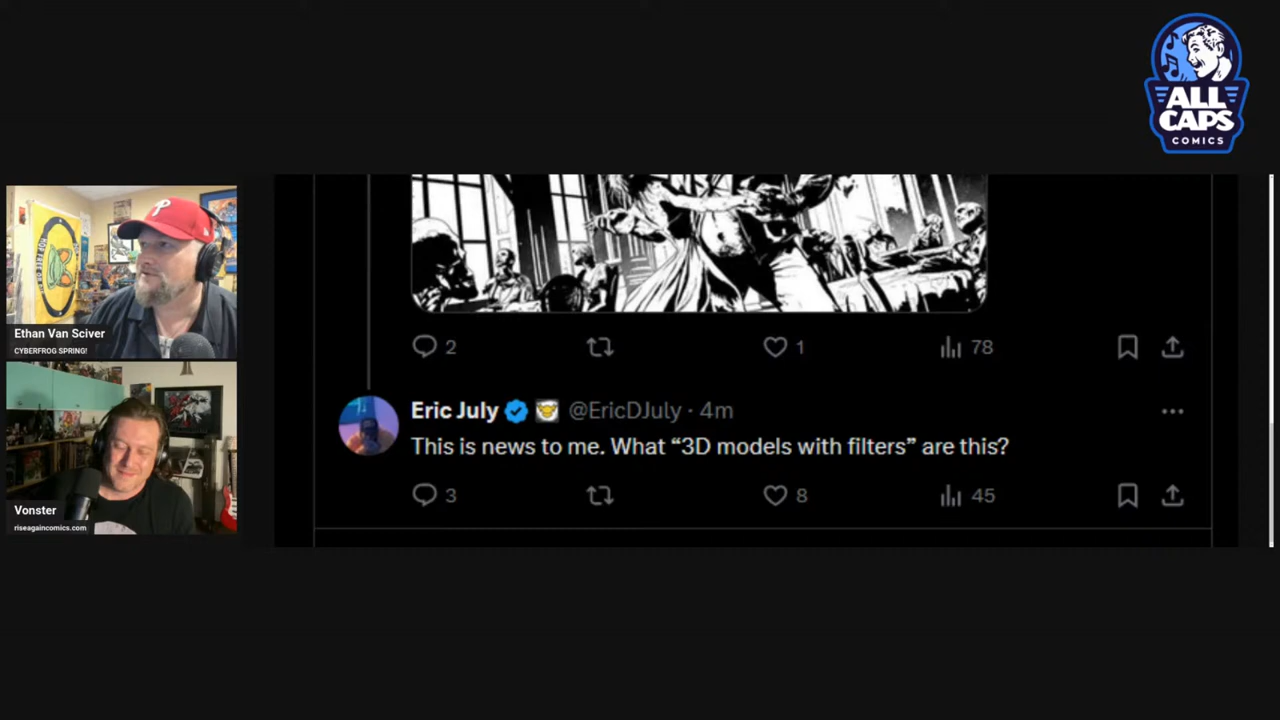 ALL
CAPS
COMICS
Ethan Van Sciver
CYBERFROG SPRING!
Vonster
riseagaincomics.com
2
1
78
Eric July @EricDJuly · 4m
This is news to me. What “3D models with filters” are this?
3
8
45